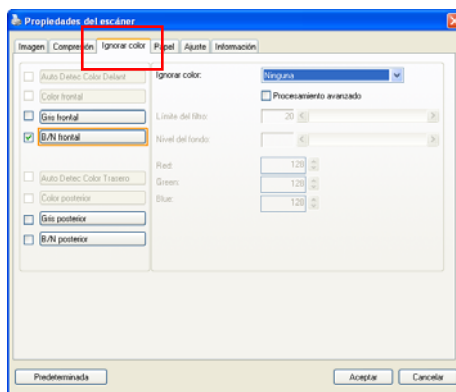 Propiedades del escáner
Imagen Compresión Ignorar color Papel Ajuste Información
Auto Detec Color Delant
Color frontal
Gris frontal
B/N frontal
Auto Detec Color Trasero
Color posterior
Gris posterior
B/N posterior
Ignorar color: Ninguna
Procesamiento avanzado
Límite del filtro: 20
Nivel del fondo:
Red: 128
Green: 128
Blue: 128
Predeterminada Aceptar Cancelar